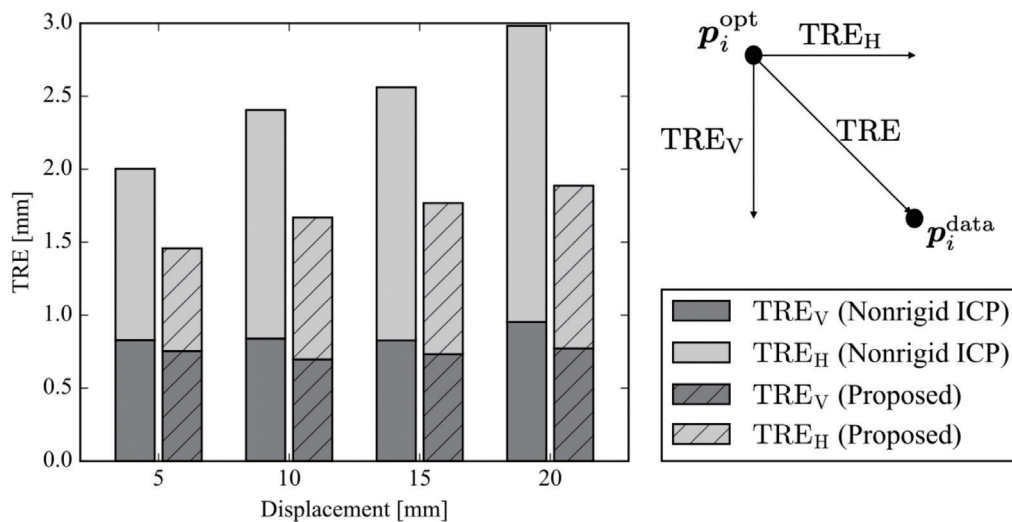 3.0
2.5
2.0
1.5
1.0
0.5
0.0
TRE [mm]
5 10 15 20
Displacement [mm]
p_i^opt
TRE_H
TRE_V
TRE
p_i^data
TRE_V (Nonrigid ICP)
TRE_H (Nonrigid ICP)
TRE_V (Proposed)
TRE_H (Proposed)